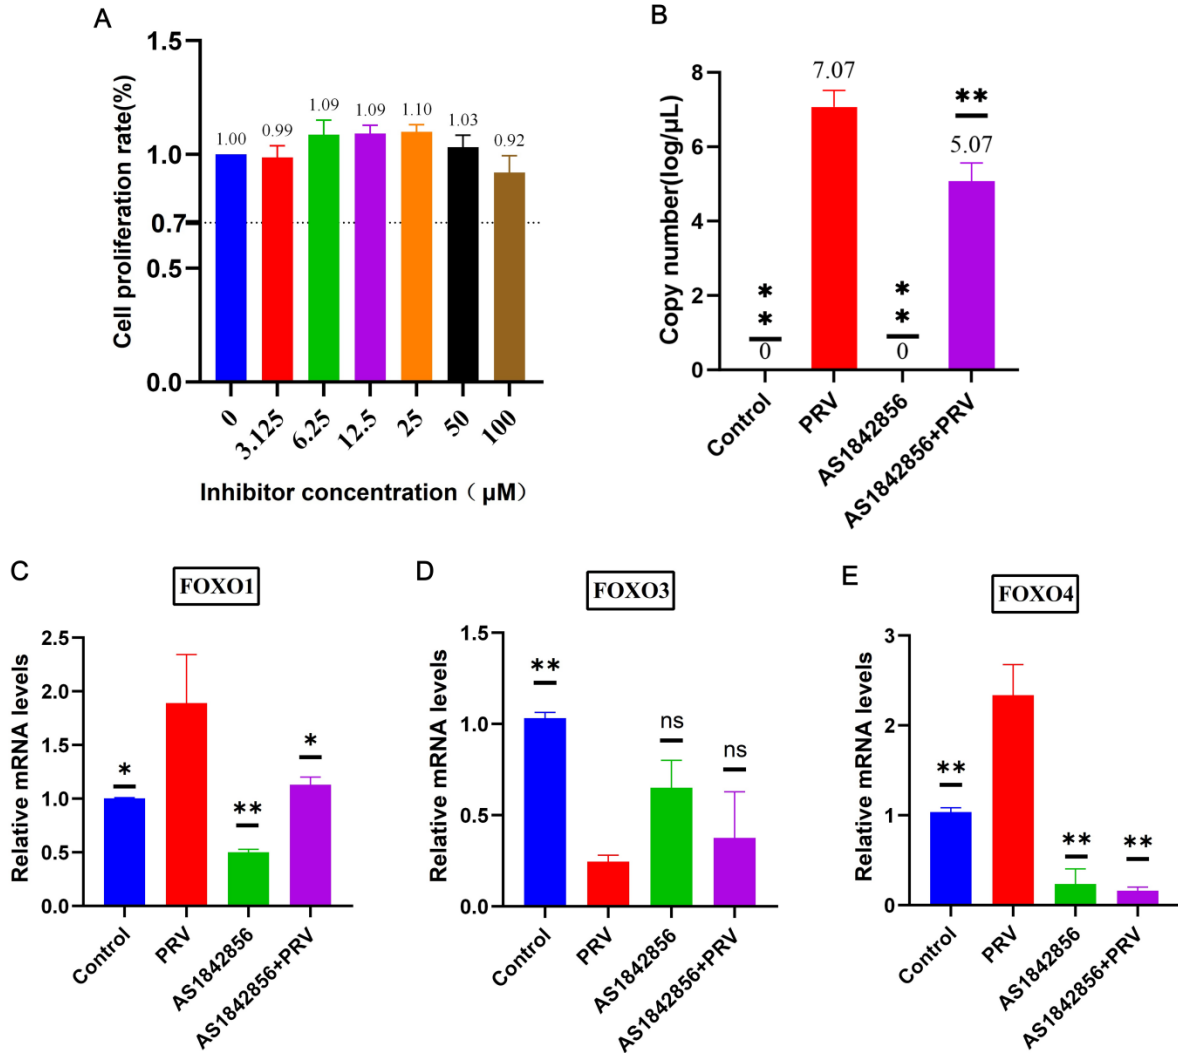 A
1.5
1.0
0.7
0.5
0.0
Cell proliferation rate(%)
1.00
0.99
1.09
1.09
1.10
1.03
0.92
0
3.125
6.25
12.5
25
50
100
Inhibitor concentration（μM）
B
8
6
4
2
0
Copy number(log/μL)
**
0
7.07
**
0
**
5.07
Control
PRV
AS1842856
AS1842856+PRV
C
FOXO1
2.5
2.0
1.5
1.0
0.5
0.0
Relative mRNA levels
*
**
*
Control
PRV
AS1842856
AS1842856+PRV
D
FOXO3
1.5
1.0
0.5
0.0
Relative mRNA levels
**
ns
ns
Control
PRV
AS1842856
AS1842856+PRV
E
FOXO4
3
2
1
0
Relative mRNA levels
**
**
**
Control
PRV
AS1842856
AS1842856+PRV